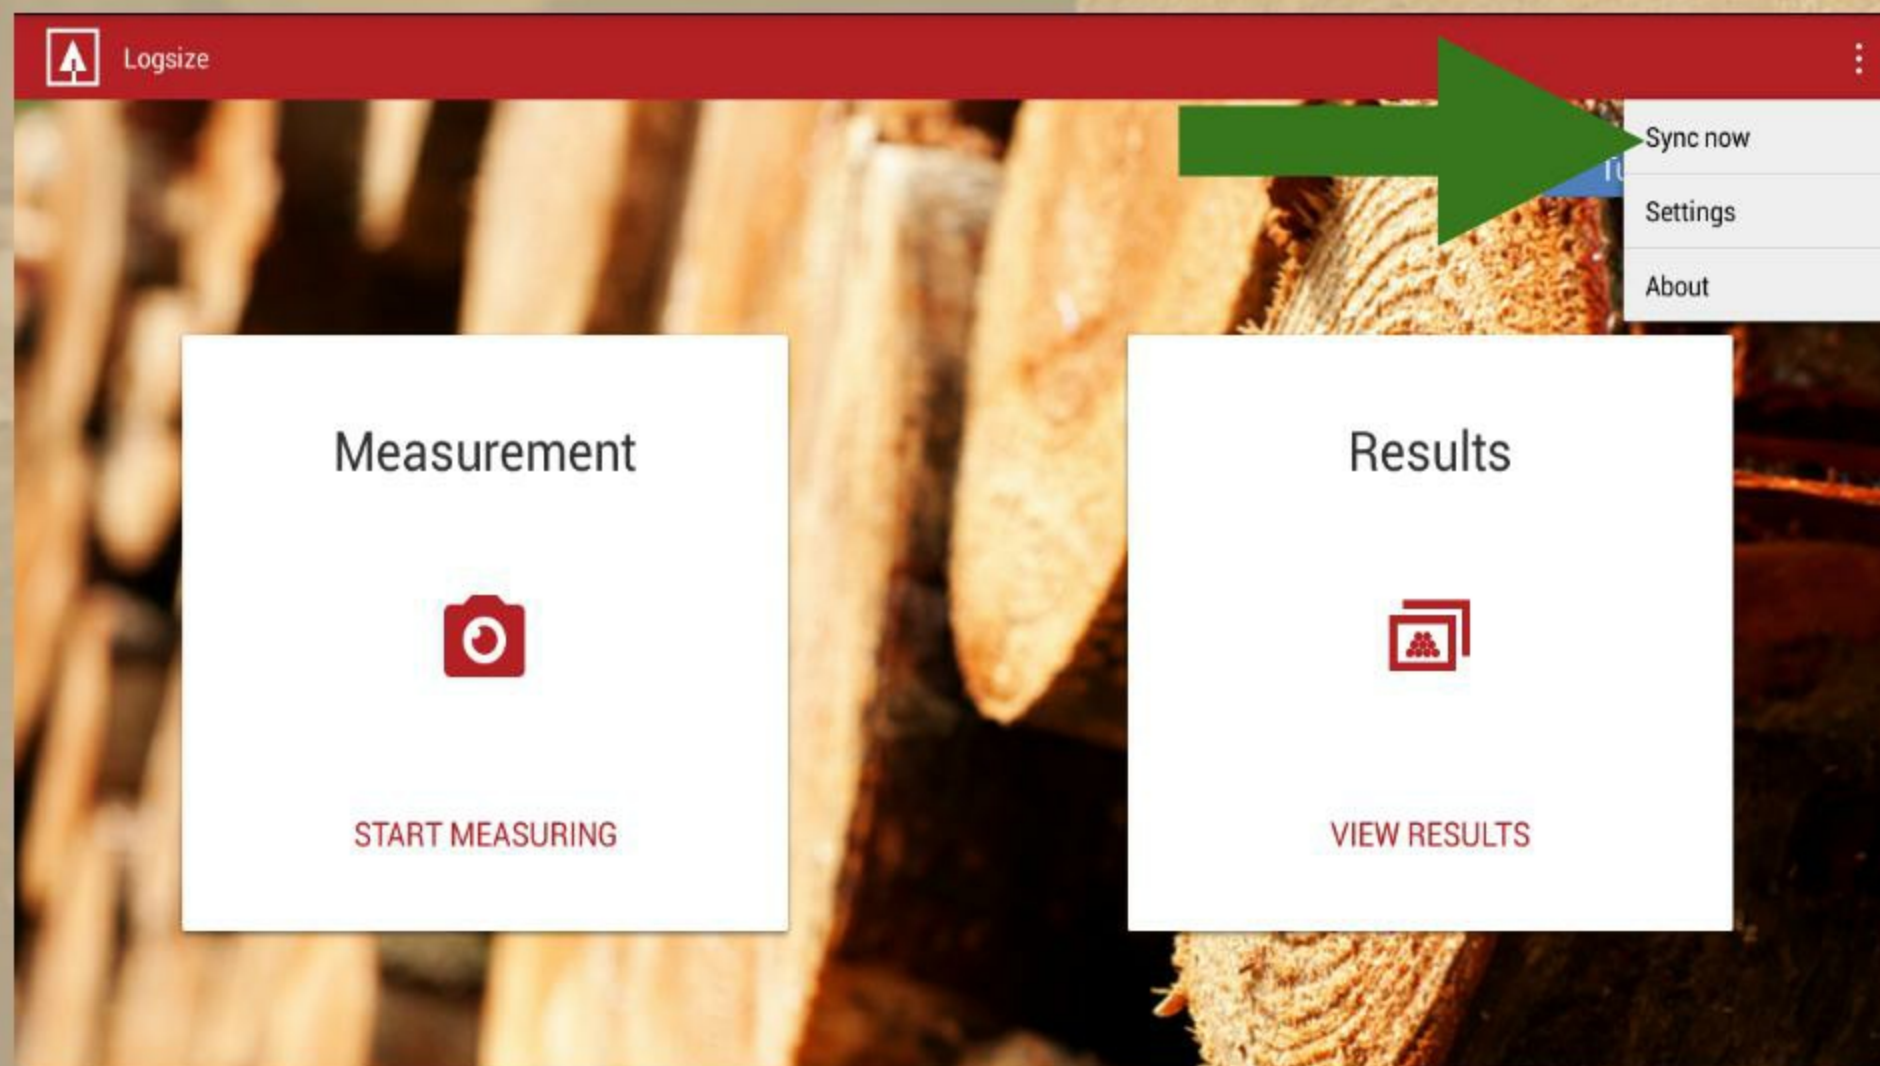 Logsize
Sync now
Settings
About
Measurement
Results
START MEASURING
VIEW RESULTS